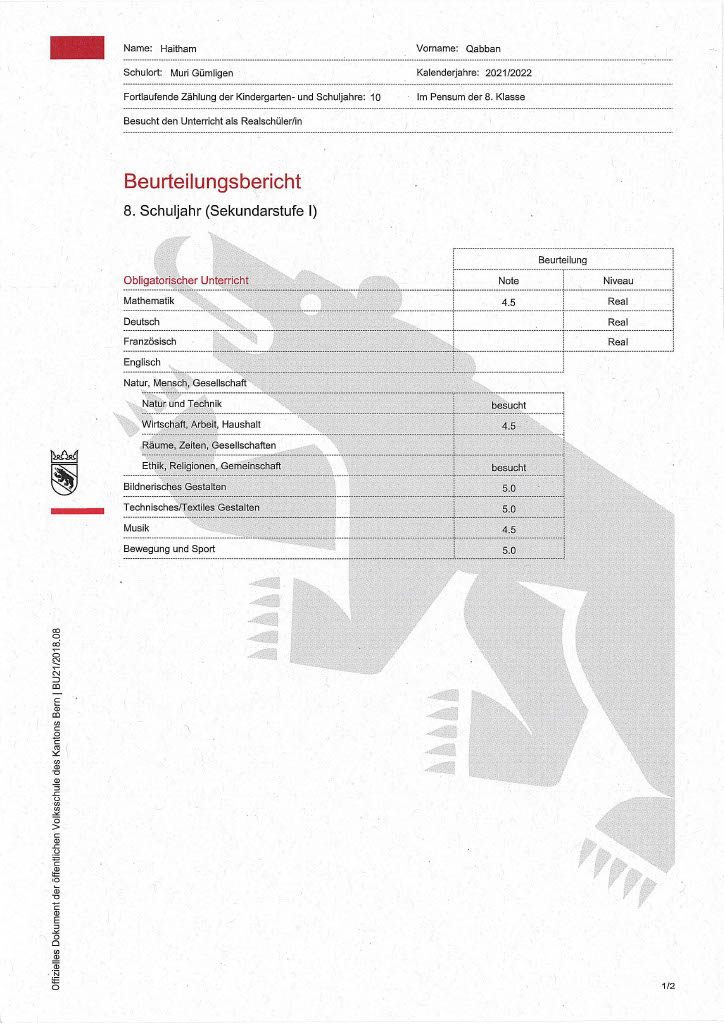 Name: Haitham Vorname: Qabban
Schulort: Muri Gümligen Kalenderjahre: 2021/2022
Fortlaufende Zählung der Kindergarten- und Schuljahre: 10 Im Pensum der 8. Klasse
Besucht den Unterricht als Realschüler/in
Beurteilungsbericht
8. Schuljahr (Sekundarstufe I)
Beurteilung
Obligatorischer Unterricht Note Niveau
Mathematik 4.5 Real
Deutsch Real
Französisch Real
Englisch
Natur, Mensch, Gesellschaft
Natur und Technik besucht
Wirtschaft, Arbeit, Haushalt 4.5
Räume, Zeiten, Gesellschaften
Ethik, Religionen, Gemeinschaft besucht
Bildnerisches Gestalten 5.0
Technisches/Textiles Gestalten 5.0
Musik 4.5
Bewegung und Sport 5.0
Offizielles Dokument der öffentlichen Volksschule des Kantons Bern | BU21/2018.08
1/2